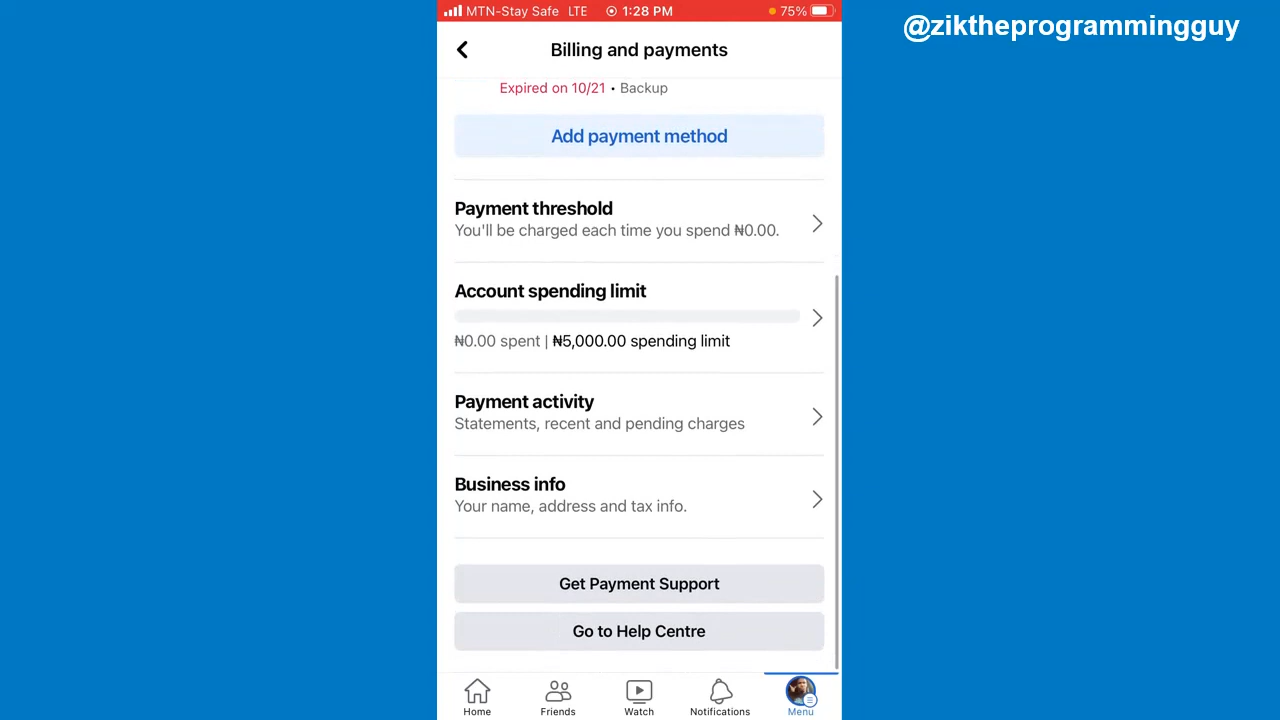 MTN-Stay Safe LTE 1:28 PM 75%
@ziktheprogrammingguy
Billing and payments
Expired on 10/21 • Backup
Add payment method
Payment threshold
You'll be charged each time you spend ₦0.00.
Account spending limit
₦0.00 spent | ₦5,000.00 spending limit
Payment activity
Statements, recent and pending charges
Business info
Your name, address and tax info.
Get Payment Support
Go to Help Centre
Home Friends Watch Notifications Menu